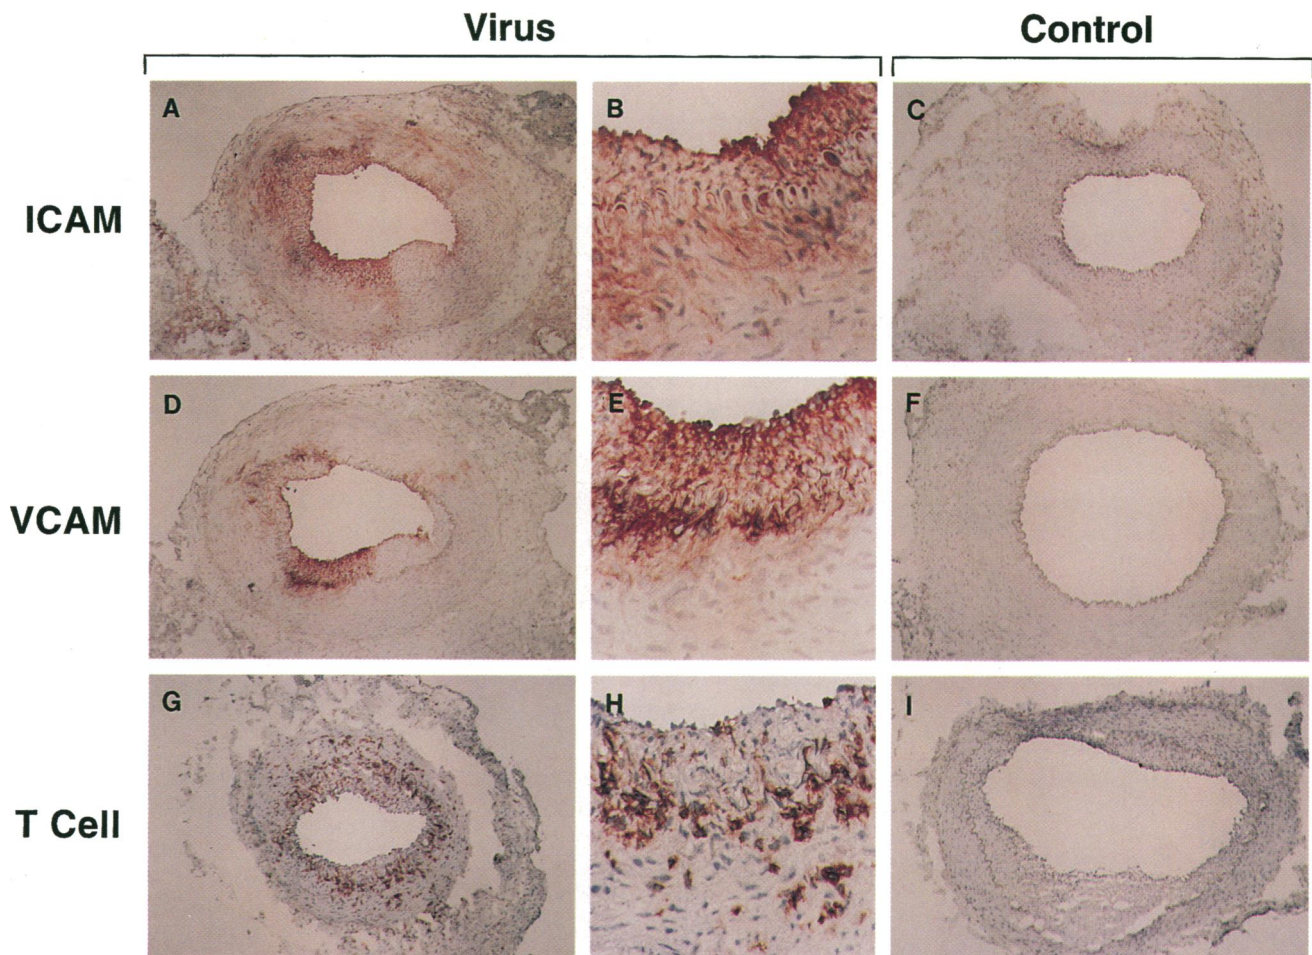 Virus Control
A B C
ICAM
D E F
VCAM
G H I
T Cell